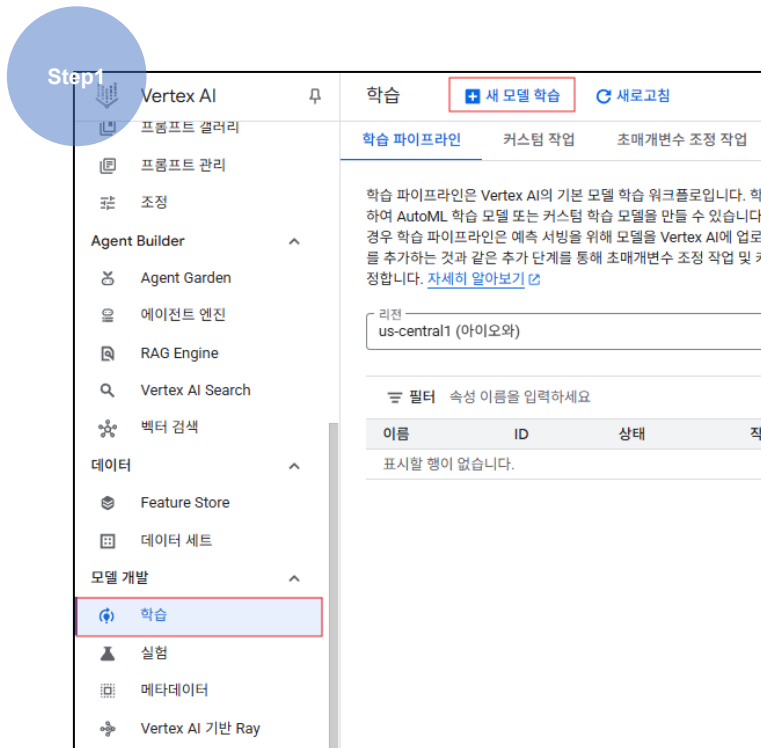 Step1
Vertex AI
프롬프트 갤러리
프롬프트 관리
조정
Agent Builder
Agent Garden
에이전트 엔진
RAG Engine
Vertex AI Search
벡터 검색
데이터
Feature Store
데이터 세트
모델 개발
학습
실험
메타데이터
Vertex AI 기반 Ray
학습
새 모델 학습
새로고침
학습 파이프라인
커스텀 작업
초매개변수 조정 작업
학습 파이프라인은 Vertex AI의 기본 모델 학습 워크플로입니다. 학
하여 AutoML 학습 모델 또는 커스텀 학습 모델을 만들 수 있습니다
경우 학습 파이프라인은 예측 서빙을 위해 모델을 Vertex AI에 업로
를 추가하는 것과 같은 추가 단계를 통해 초매개변수 조정 작업 및
정합니다. 자세히 알아보기
리전
us-central1 (아이오와)
필터 속성 이름을 입력하세요
이름 ID 상태
표시할 행이 없습니다.